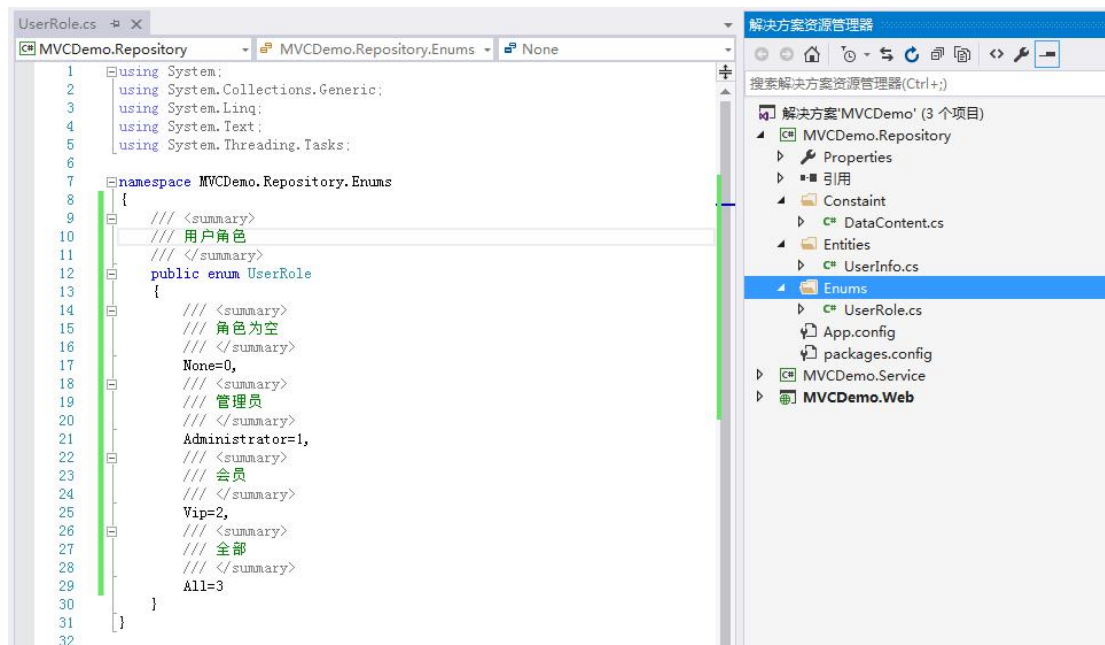 UserRole.cs
MVCDemo.Repository
MVCDemo.Repository.Enums
None
1 using System;
2 using System.Collections.Generic;
3 using System.Linq;
4 using System.Text;
5 using System.Threading.Tasks;
6
7 namespace MVCDemo.Repository.Enums
8 {
9 /// <summary>
10 /// 用户角色
11 /// </summary>
12 public enum UserRole
13 {
14 /// <summary>
15 /// 角色为空
16 /// </summary>
17 None=0,
18 /// <summary>
19 /// 管理员
20 /// </summary>
21 Administrator=1,
22 /// <summary>
23 /// 会员
24 /// </summary>
25 Vip=2,
26 /// <summary>
27 /// 全部
28 /// </summary>
29 All=3
30 }
31 }
32
解决方案资源管理器
搜索解决方案资源管理器(Ctrl+;)
解决方案'MVCDemo' (3 个项目)
C# MVCDemo.Repository
Properties
引用
Constaint
C# DataContent.cs
Entities
C# UserInfo.cs
Enums
C# UserRole.cs
App.config
packages.config
C# MVCDemo.Service
MVCDemo.Web